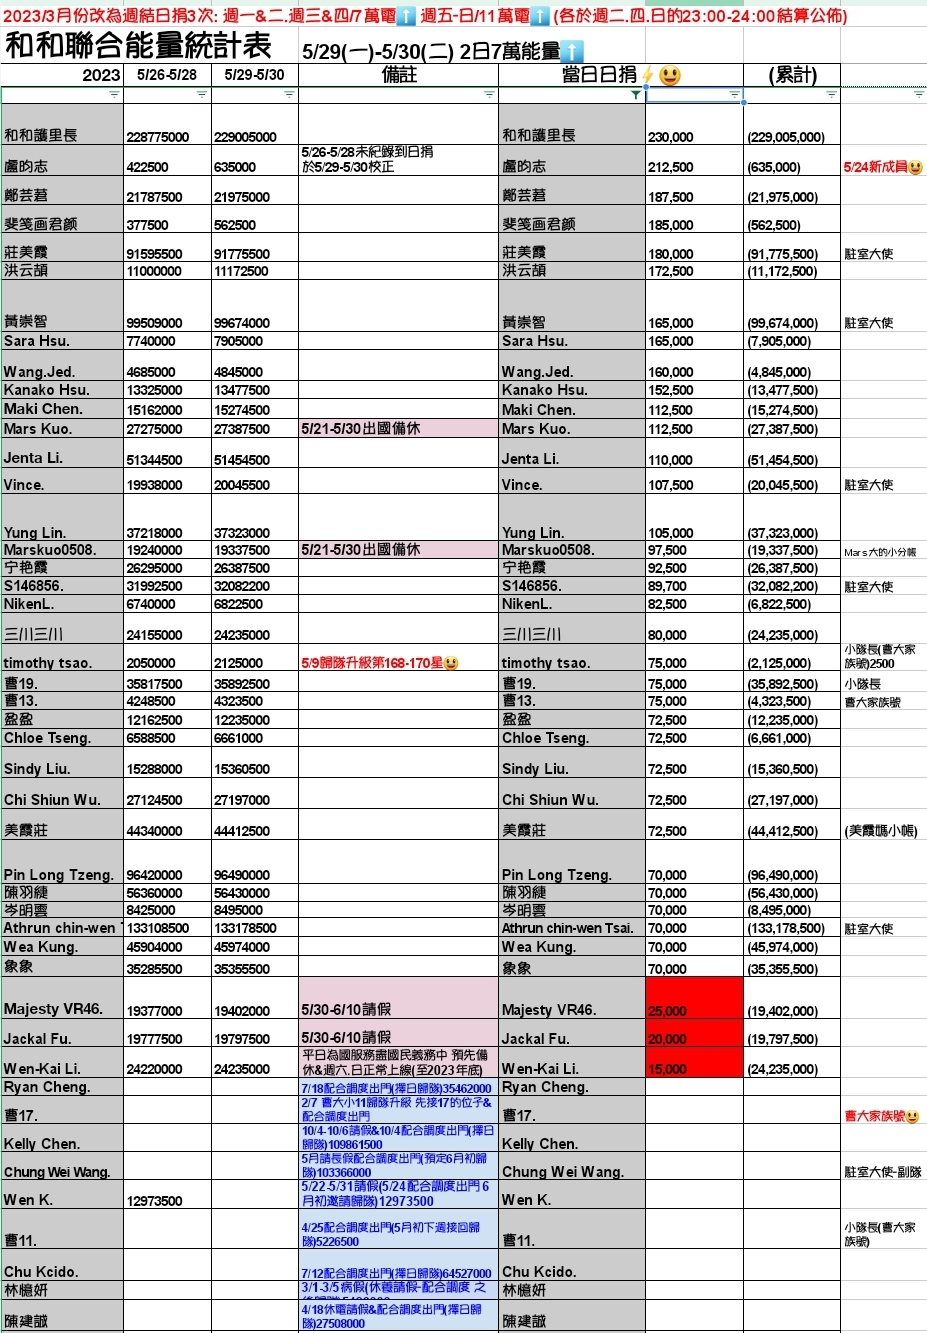 2023/3月份改為週結日捐3次: 週一&二.週三&四/7萬電⬆️ 週五-日/11萬電⬆️ (各於週二.四.日的23:00-24:00結算公佈)
和和聯合能量統計表 5/29(一)-5/30(二) 2日7萬能量⬆️
2023 5/26-5/28 5/29-5/30 備註 當日日捐⚡😃 (累計)
和和護里長 228775000 229005000 和和護里長 230,000 (229,005,000)
盧昀志 422500 635000 5/26-5/28未紀錄到日捐 盧昀志 212,500 (635,000) 5/24新成員😃
於5/29-5/30校正
鄭芸莙 21787500 21975000 鄭芸莙 187,500 (21,975,000)
斐笺画君颜 377500 562500 斐笺画君颜 185,000 (562,500)
莊美霞 91595500 91775500 莊美霞 180,000 (91,775,500) 駐室大使
洪云頡 11000000 11172500 洪云頡 172,500 (11,172,500)
黃崇智 99509000 99674000 黃崇智 165,000 (99,674,000) 駐室大使
Sara Hsu. 7740000 7905000 Sara Hsu. 165,000 (7,905,000)
Wang.Jed. 4685000 4845000 Wang.Jed. 160,000 (4,845,000)
Kanako Hsu. 13325000 13477500 Kanako Hsu. 152,500 (13,477,500)
Maki Chen. 15162000 15274500 Maki Chen. 112,500 (15,274,500)
Mars Kuo. 27275000 27387500 5/21-5/30出國備休 Mars Kuo. 112,500 (27,387,500)
Jenta Li. 51344500 51454500 Jenta Li. 110,000 (51,454,500)
Vince. 19938000 20045500 Vince. 107,500 (20,045,500) 駐室大使
Yung Lin. 37218000 37323000 Yung Lin. 105,000 (37,323,000)
Marskuo0508. 19240000 19337500 5/21-5/30出國備休 Marskuo0508. 97,500 (19,337,500) Mars大的小分帳
宁艳霞 26295000 26387500 宁艳霞 92,500 (26,387,500)
S146856. 31992500 32082200 S146856. 89,700 (32,082,200) 駐室大使
NikenL. 6740000 6822500 NikenL. 82,500 (6,822,500)
三川三川 24155000 24235000 三川三川 80,000 (24,235,000)
timothy tsao. 2050000 2125000 5/9歸隊升級第168-170星😃 timothy tsao. 75,000 (2,125,000) 小隊長(曹大家
族號)2500
曹19. 35817500 35892500 曹19. 75,000 (35,892,500) 小隊長
曹13. 4248500 4323500 曹13. 75,000 (4,323,500) 曹大家族號
盈盈 12162500 12235000 盈盈 72,500 (12,235,000)
Chloe Tseng. 6588500 6661000 Chloe Tseng. 72,500 (6,661,000)
Sindy Liu. 15288000 15360500 Sindy Liu. 72,500 (15,360,500)
Chi Shiun Wu. 27124500 27197000 Chi Shiun Wu. 72,500 (27,197,000)
美霞莊 44340000 44412500 美霞莊 72,500 (44,412,500) (美霞媽小帳)
Pin Long Tzeng. 96420000 96490000 Pin Long Tzeng. 70,000 (96,490,000)
陳羽緁 56360000 56430000 陳羽緁 70,000 (56,430,000)
岑明雲 8425000 8495000 岑明雲 70,000 (8,495,000)
Athrun chin-wen 133108500 133178500 Athrun chin-wen Tsai. 70,000 (133,178,500) 駐室大使
Wea Kung. 45904000 45974000 Wea Kung. 70,000 (45,974,000)
象象 35285500 35355500 象象 70,000 (35,355,500)
Majesty VR46. 19377000 19402000 5/30-6/10請假 Majesty VR46. 25,000 (19,402,000)
Jackal Fu. 19777500 19797500 5/30-6/10請假 Jackal Fu. 20,000 (19,797,500)
Wen-Kai Li. 24220000 24235000 平日為國服務盡國民義務中 預先備 Wen-Kai Li. 15,000 (24,235,000)
休&週六.日正常上線(至2023年底)
Ryan Cheng. 7/18配合調度出門(擇日歸隊)35462000 Ryan Cheng.
曹17. 2/7 曹大小11歸隊升級 先接17的位子& 曹17. 曹大家族號😃
配合調度出門
Kelly Chen. 10/4-10/6請假&10/4配合調度出門(擇日 Kelly Chen.
歸隊)109861500
Chung Wei Wang. 5月請長假配合調度出門(預定6月初歸 Chung Wei Wang. 駐室大使-副隊
隊)103366000
Wen K. 12973500 5/22-5/31請假(5/24配合調度出門 6 Wen K.
月初邀請歸隊)12973500
曹11. 4/25配合調度出門(5月初下週接回歸 曹11. 小隊長(曹大家
隊)5226500 族號)
Chu Kcido. 7/12配合調度出門(擇日歸隊)64527000 Chu Kcido.
林檍妍 3/1-3/5病假(休養請假-配合調度 之 林檍妍
陳建誠 4/18休電請假&配合調度出門(擇日歸 陳建誠
隊)27508000